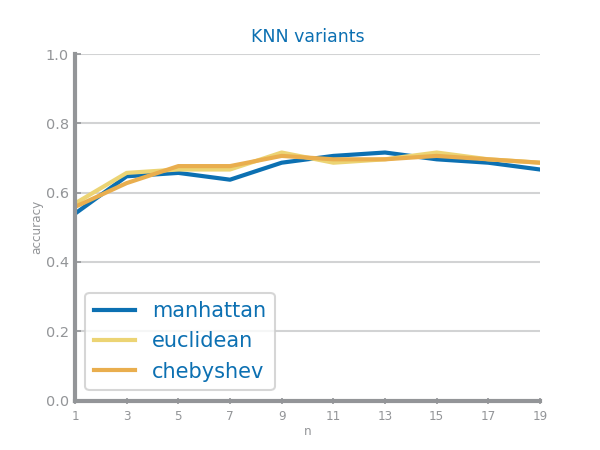 KNN variants
1.0
0.8
0.6
0.4
0.2
0.0
accuracy
manhattan
euclidean
chebyshev
1 3 5 7 9 11 13 15 17 19
n